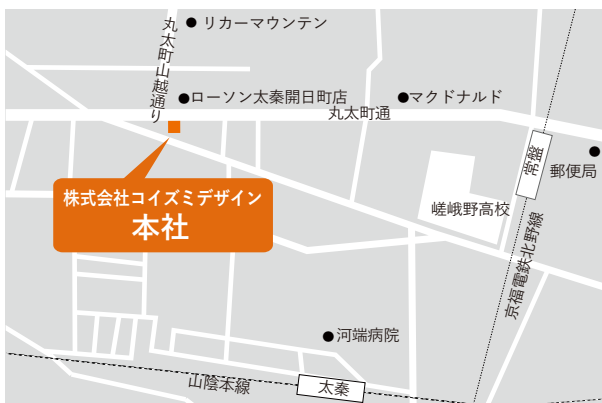 リカーマウンテン
丸太町山越通り
ローソン太秦開日町店
マクドナルド
丸太町通
常盤
郵便局
株式会社コイズミデザイン
本社
嵯峨野高校
京福電鉄北野線
河端病院
山陰本線
太秦